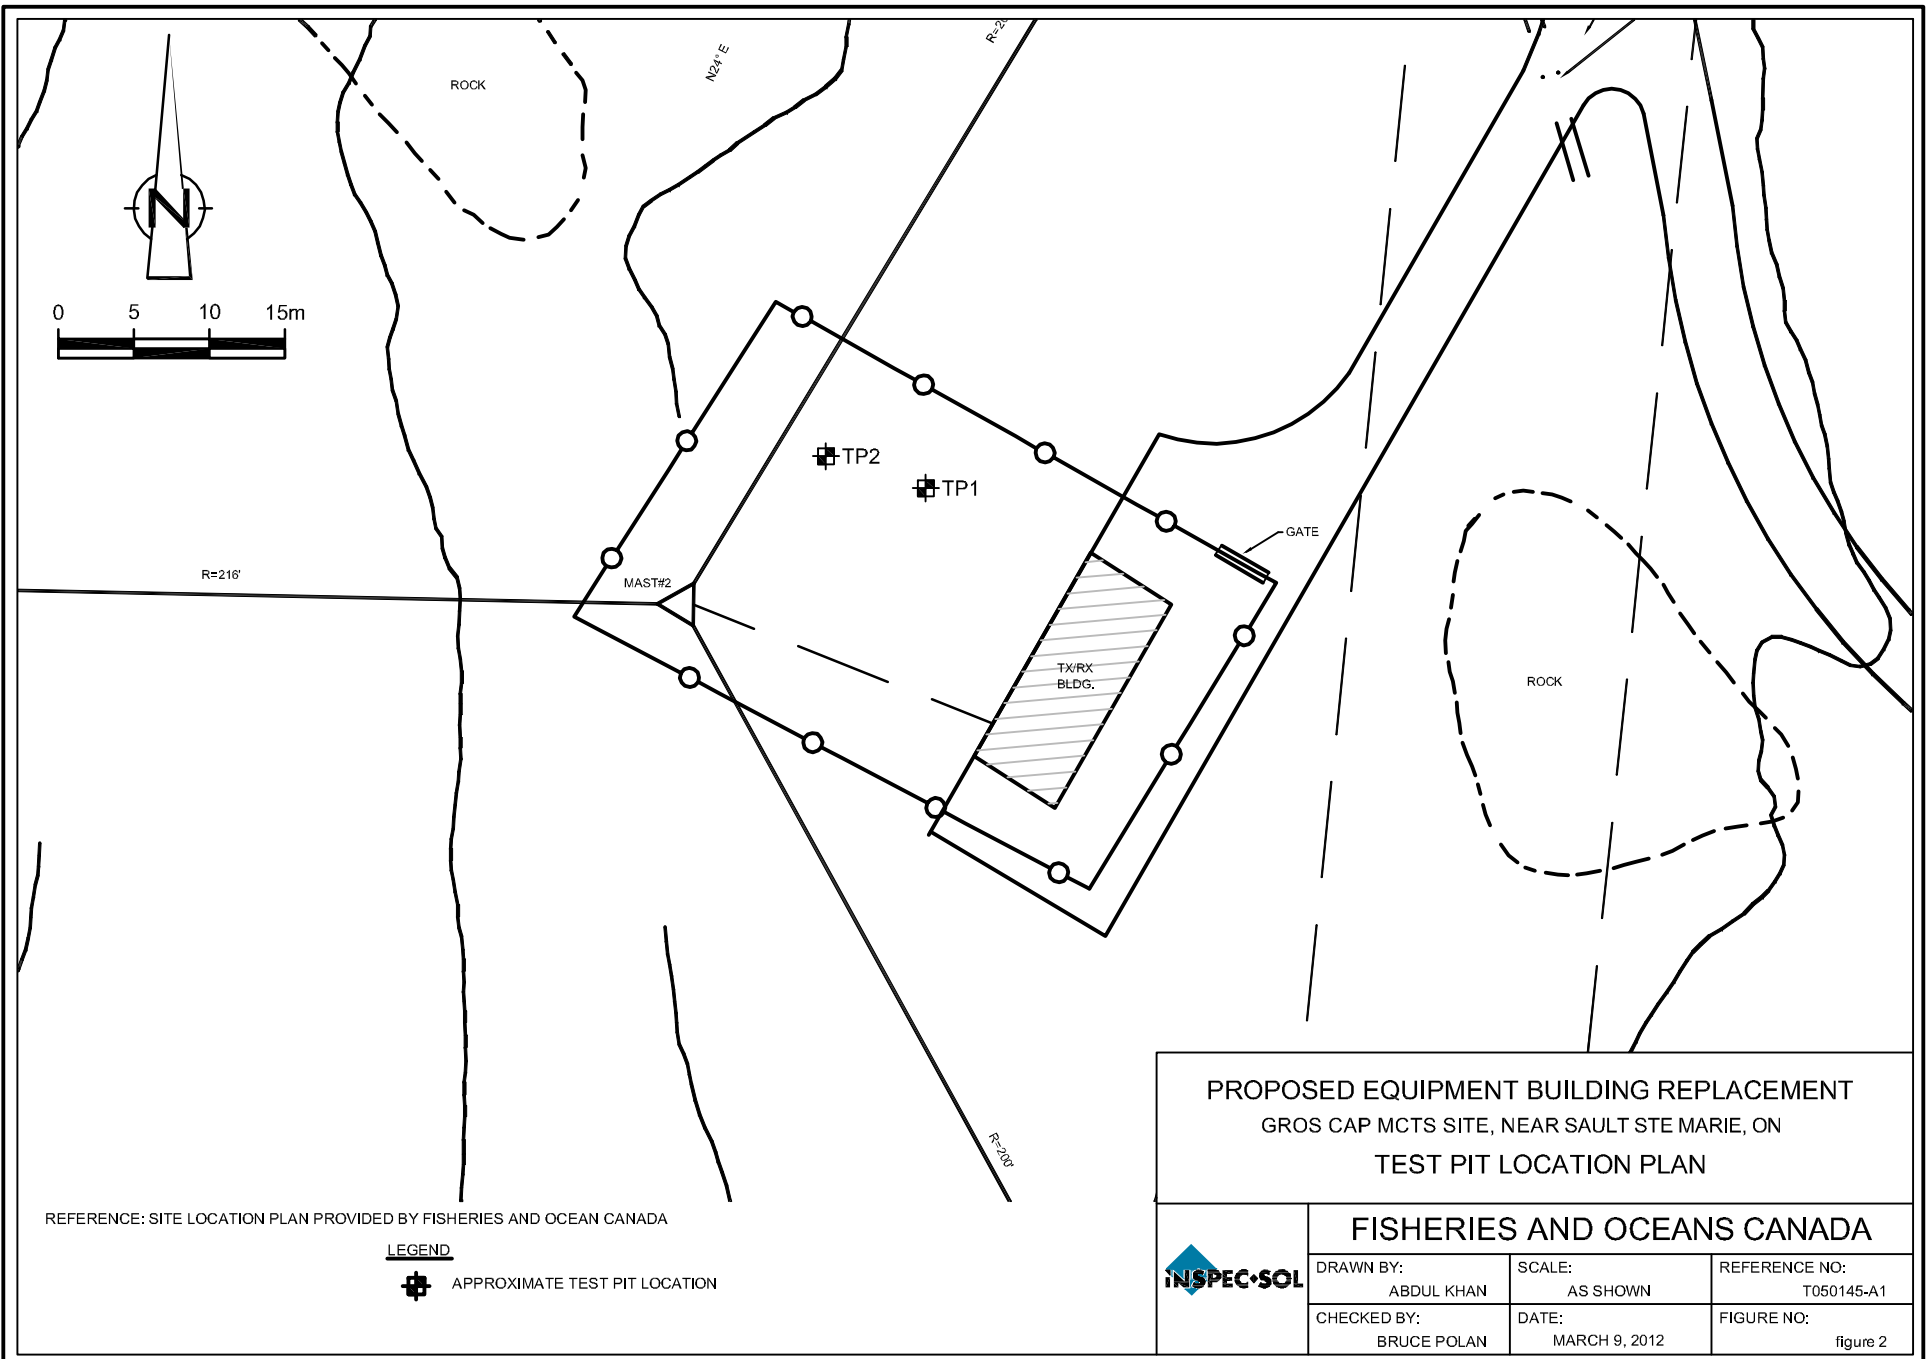 ROCK
N24° E
N
0 5 10 15m
TP2
TP1
GATE
R=216'
MAST#2
TX/RX
BLDG.
ROCK
R=200'
PROPOSED EQUIPMENT BUILDING REPLACEMENT
GROS CAP MCTS SITE, NEAR SAULT STE MARIE, ON
TEST PIT LOCATION PLAN
REFERENCE: SITE LOCATION PLAN PROVIDED BY FISHERIES AND OCEAN CANADA
LEGEND
APPROXIMATE TEST PIT LOCATION
INSPEC•SOL
FISHERIES AND OCEANS CANADA
DRAWN BY:
ABDUL KHAN
SCALE:
AS SHOWN
REFERENCE NO:
T050145-A1
CHECKED BY:
BRUCE POLAN
DATE:
MARCH 9, 2012
FIGURE NO:
figure 2